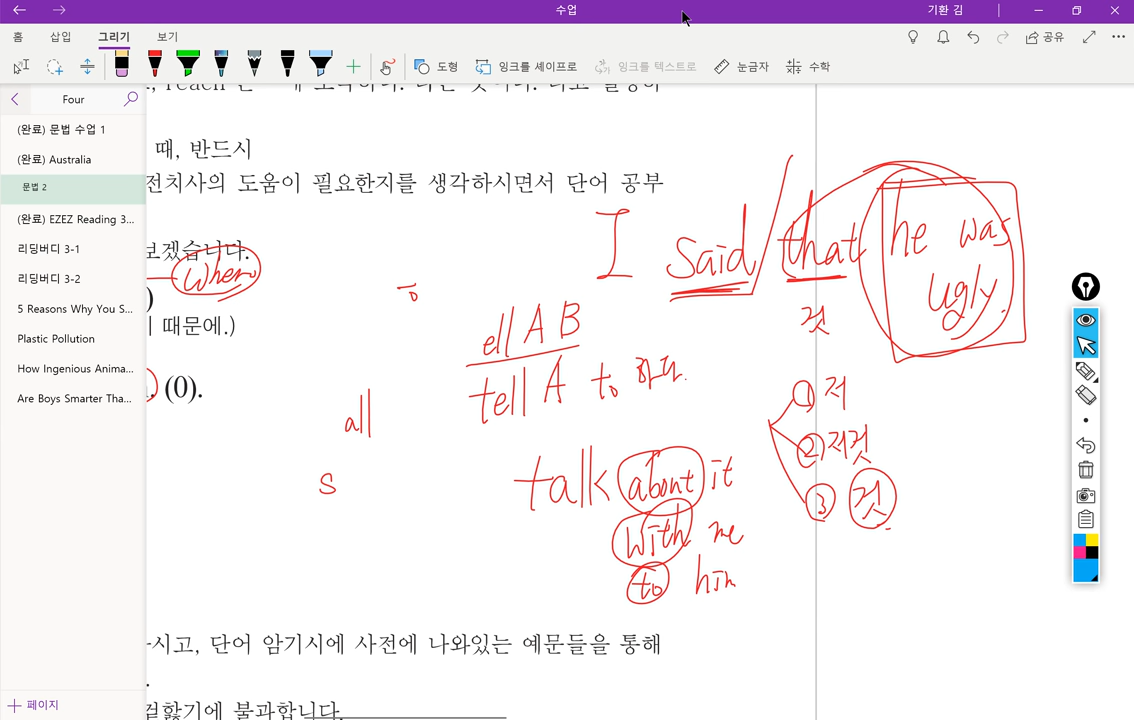 수업
기환 김
홈 삽입 그리기 보기
공유
도형 잉크를 셰이프로 잉크를 텍스트로 눈금자 수학
Four
(완료) 문법 수업 1
(완료) Australia
문법 2
(완료) EZEZ Reading 3...
리딩버디 3-1
리딩버디 3-2
5 Reasons Why You S...
Plastic Pollution
How Ingenious Anima...
Are Boys Smarter Tha...
페이지
때, 반드시
전치사의 도움이 필요한지를 생각하시면서 단어 공부
보겠습니다.
when
)
때문에.)
(0).
I said / that he was
ugly.
것
ell A B
tell A to 하다.
all
s
talk about it
with me
to him
① 저
② 저것
③ 것
시고, 단어 암기시에 사전에 나와있는 예문들을 통해
겉핥기에 불과합니다.